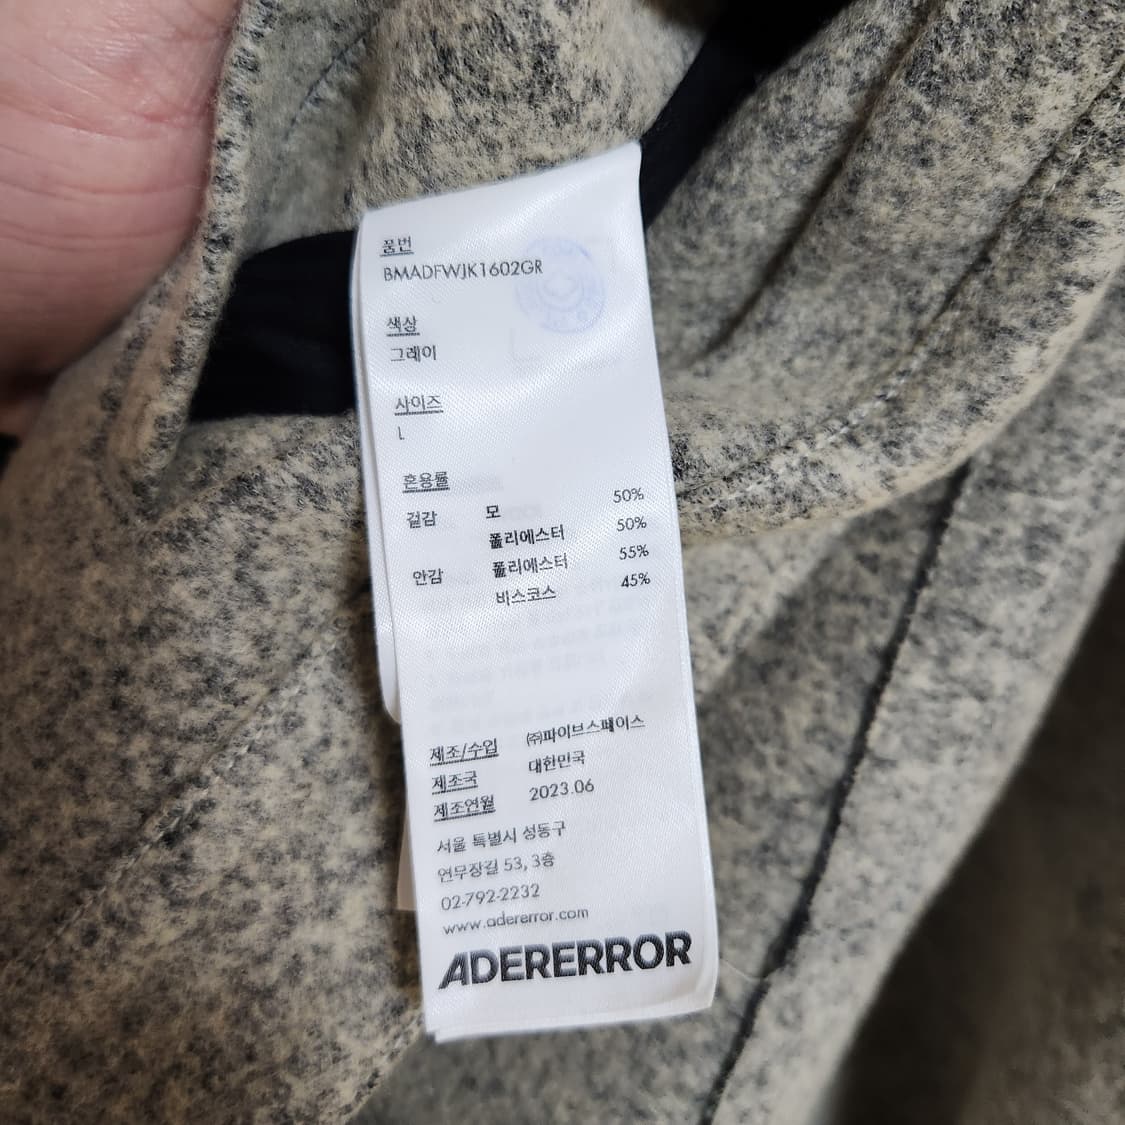 품번
BMADFWJK1602GR
색상
그레이
사이즈
L
혼용률
겉감 모 50%
폴리에스터 50%
안감 폴리에스터 55%
비스코스 45%
제조/수입 ㈜파이브스페이스
제조국 대한민국
제조연월 2023.06
서울 특별시 성동구
연무장길 53, 3층
02-792-2232
www.adererror.com
ADERERROR